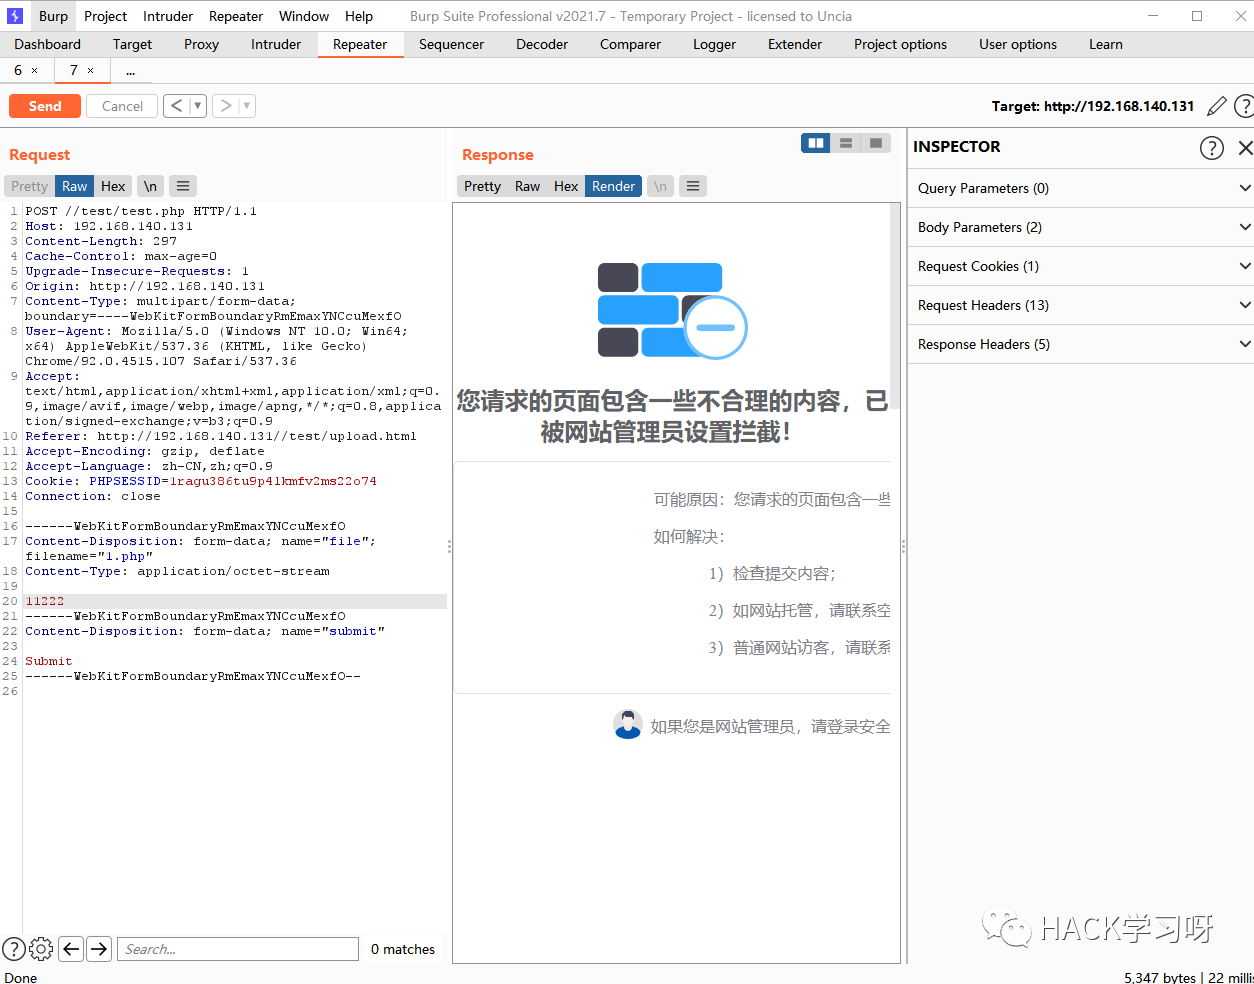 Burp Project Intruder Repeater Window Help Burp Suite Professional v2021.7 - Temporary Project - licensed to Uncia
Dashboard Target Proxy Intruder Repeater Sequencer Decoder Comparer Logger Extender Project options User options Learn
6 × 7 × ...
Send Cancel < > Target: http://192.168.140.131 ?
Request
Pretty Raw Hex \n
1 POST //test/test.php HTTP/1.1
2 Host: 192.168.140.131
3 Content-Length: 297
4 Cache-Control: max-age=0
5 Upgrade-Insecure-Requests: 1
6 Origin: http://192.168.140.131
7 Content-Type: multipart/form-data;
boundary=----WebKitFormBoundaryRmEmaxYNCcuMexfO
8 User-Agent: Mozilla/5.0 (Windows NT 10.0; Win64;
x64) AppleWebKit/537.36 (KHTML, like Gecko)
Chrome/92.0.4515.107 Safari/537.36
9 Accept:
text/html,application/xhtml+xml,application/xml;q=0.
9,image/avif,image/webp,image/apng,*/*;q=0.8,applica
tion/signed-exchange;v=b3;q=0.9
10 Referer: http://192.168.140.131//test/upload.html
11 Accept-Encoding: gzip, deflate
12 Accept-Language: zh-CN,zh;q=0.9
13 Cookie: PHPSESSID=1ragu386tu9p4lkmfv2ms22o74
14 Connection: close
15
16 ------WebKitFormBoundaryRmEmaxYNCcuMexfO
17 Content-Disposition: form-data; name="file";
filename="1.php"
18 Content-Type: application/octet-stream
19
20 11222
21 ------WebKitFormBoundaryRmEmaxYNCcuMexfO
22 Content-Disposition: form-data; name="submit"
23
24 Submit
25 ------WebKitFormBoundaryRmEmaxYNCcuMexfO--
26
? Search... 0 matches
Response
Pretty Raw Hex Render \n
您请求的页面包含一些不合理的内容，已
被网站管理员设置拦截！
可能原因：您请求的页面包含一些
如何解决：
1）检查提交内容；
2）如网站托管，请联系空
3）普通网站访客，请联系
如果您是网站管理员，请登录安全
INSPECTOR ?
Query Parameters (0)
Body Parameters (2)
Request Cookies (1)
Request Headers (13)
Response Headers (5)
HACK学习呀
Done 5,347 bytes | 22 millis